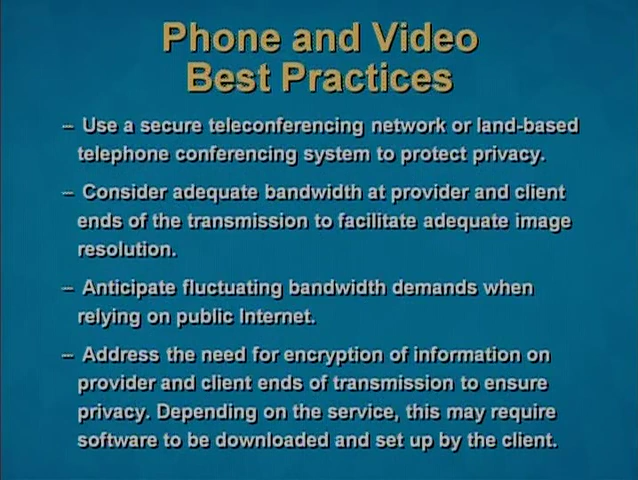 Phone and Video
Best Practices
– Use a secure teleconferencing network or land-based
telephone conferencing system to protect privacy.
– Consider adequate bandwidth at provider and client
ends of the transmission to facilitate adequate image
resolution.
– Anticipate fluctuating bandwidth demands when
relying on public Internet.
– Address the need for encryption of information on
provider and client ends of transmission to ensure
privacy. Depending on the service, this may require
software to be downloaded and set up by the client.